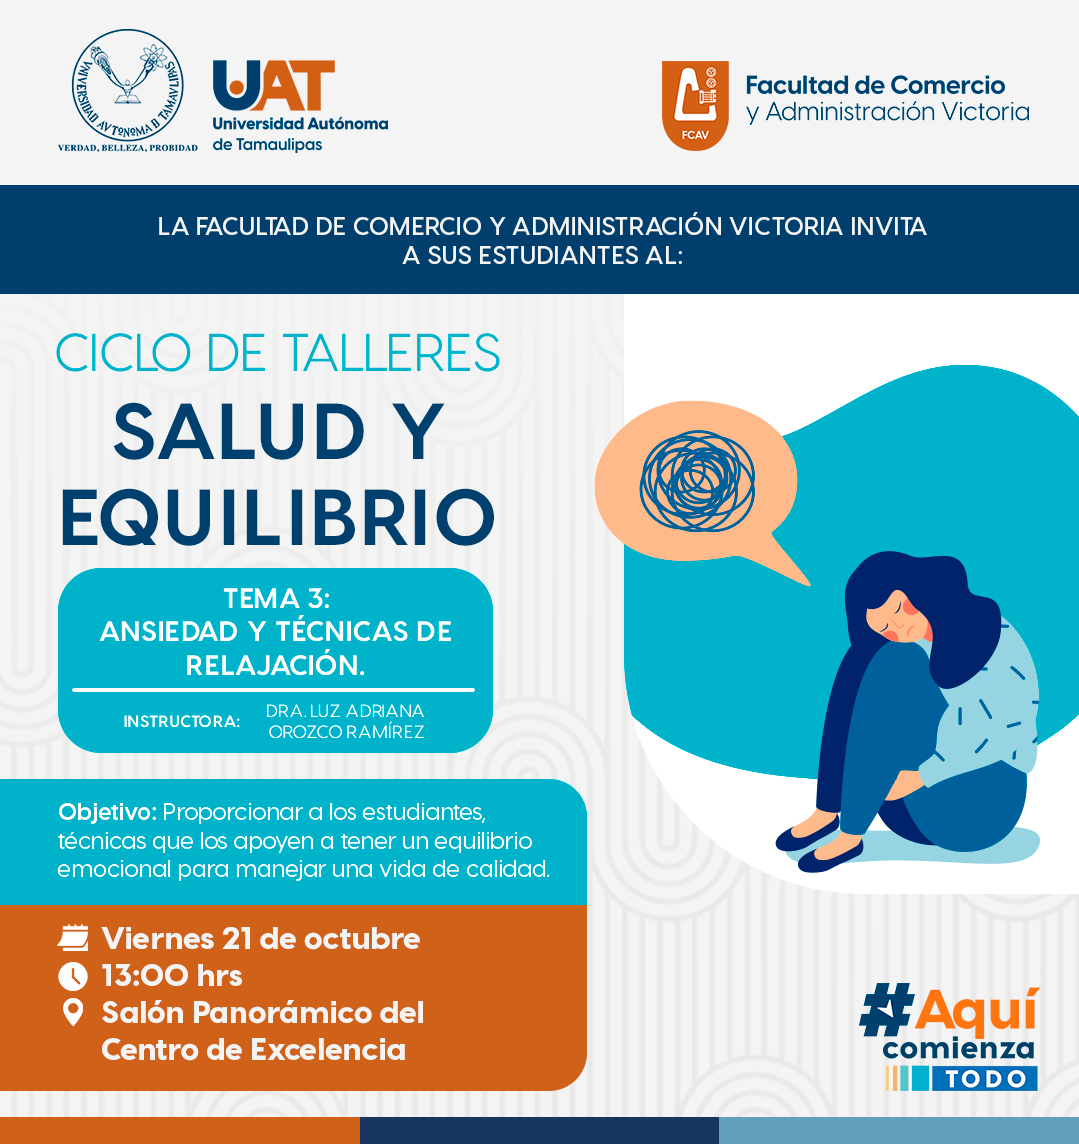 UNIVERSIDAD AVTONOMA D TAMAVLIPAS
VERDAD, BELLEZA, PROBIDAD
UAT
Universidad Autónoma
de Tamaulipas
FCAV
Facultad de Comercio
y Administración Victoria
LA FACULTAD DE COMERCIO Y ADMINISTRACIÓN VICTORIA INVITA
A SUS ESTUDIANTES AL:
CICLO DE TALLERES
SALUD Y
EQUILIBRIO
TEMA 3:
ANSIEDAD Y TÉCNICAS DE
RELAJACIÓN.
INSTRUCTORA: DRA. LUZ ADRIANA
OROZCO RAMÍREZ
Objetivo: Proporcionar a los estudiantes,
técnicas que los apoyen a tener un equilibrio
emocional para manejar una vida de calidad.
Viernes 21 de octubre
13:00 hrs
Salón Panorámico del
Centro de Excelencia
#Aquí
comienza
TODO